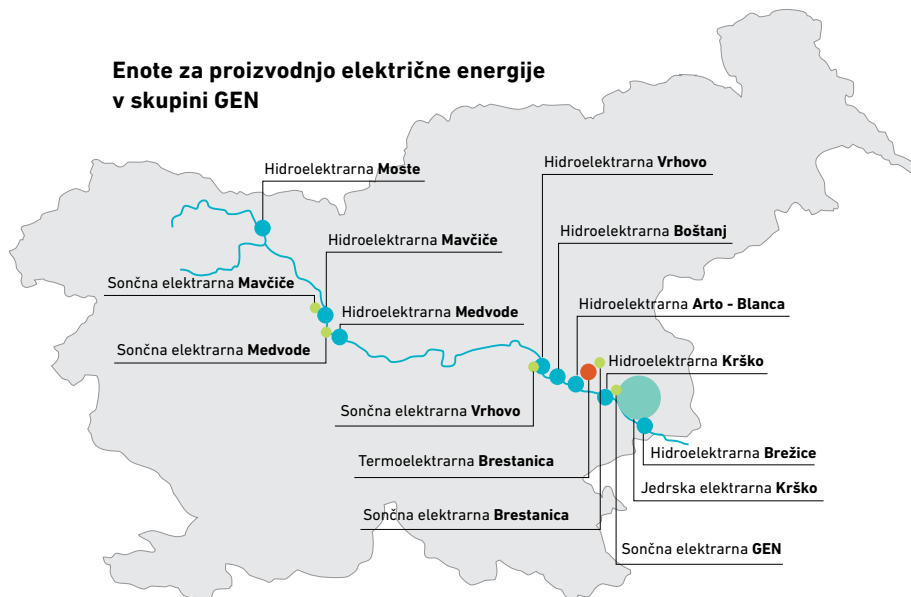 Enote za proizvodnjo električne energije
v skupini GEN
Hidroelektrarna Moste
Hidroelektrarna Vrhovo
Hidroelektrarna Boštanj
Hidroelektrarna Mavčiče
Sončna elektrarna Mavčiče
Hidroelektrarna Arto - Blanca
Hidroelektrarna Medvode
Sončna elektrarna Medvode
Hidroelektrarna Krško
Sončna elektrarna Vrhovo
Hidroelektrarna Brežice
Termoelektrarna Brestanica
Jedrska elektrarna Krško
Sončna elektrarna Brestanica
Sončna elektrarna GEN